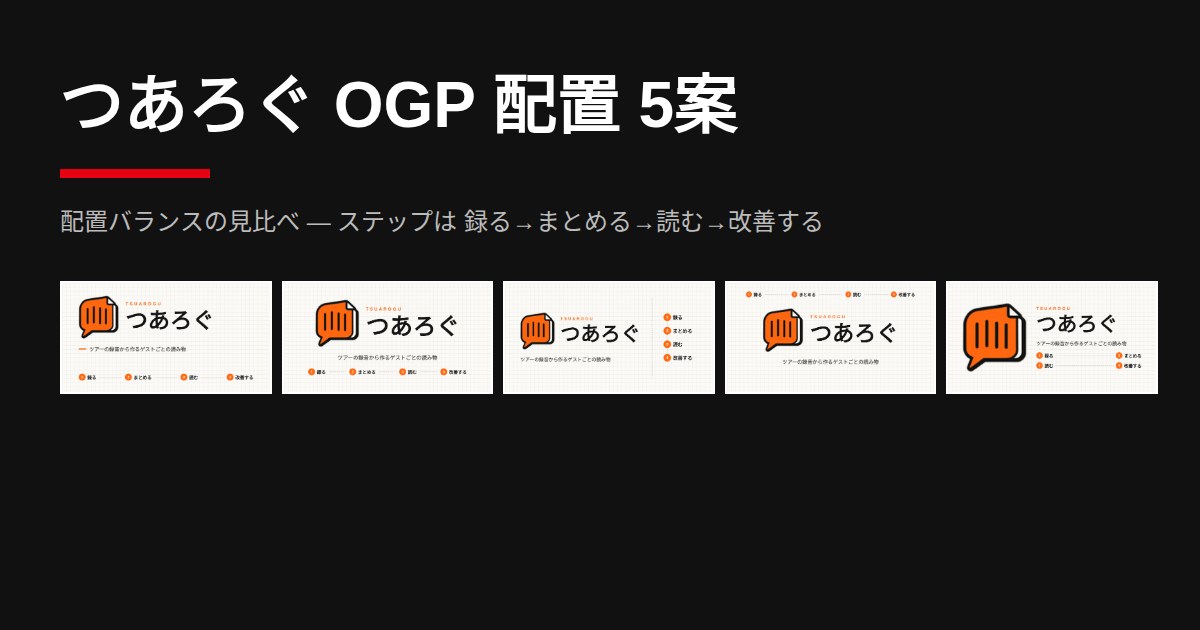 つあろぐ OGP 配置 5案
配置バランスの見比べ — ステップは 録る→まとめる→読む→改善する
TSUAROGU
つあろぐ
ツアーの録音から作るゲストごとの読み物
録る まとめる 読む 改善する
TSUAROGU
つあろぐ
ツアーの録音から作るゲストごとの読み物
録る まとめる 読む 改善する
TSUAROGU
つあろぐ
ツアーの録音から作るゲストごとの読み物
録る
まとめる
読む
改善する
録る まとめる 読む 改善する
TSUAROGU
つあろぐ
ツアーの録音から作るゲストごとの読み物
TSUAROGU
つあろぐ
ツアーの録音から作るゲストごとの読み物
録る まとめる
読む 改善する